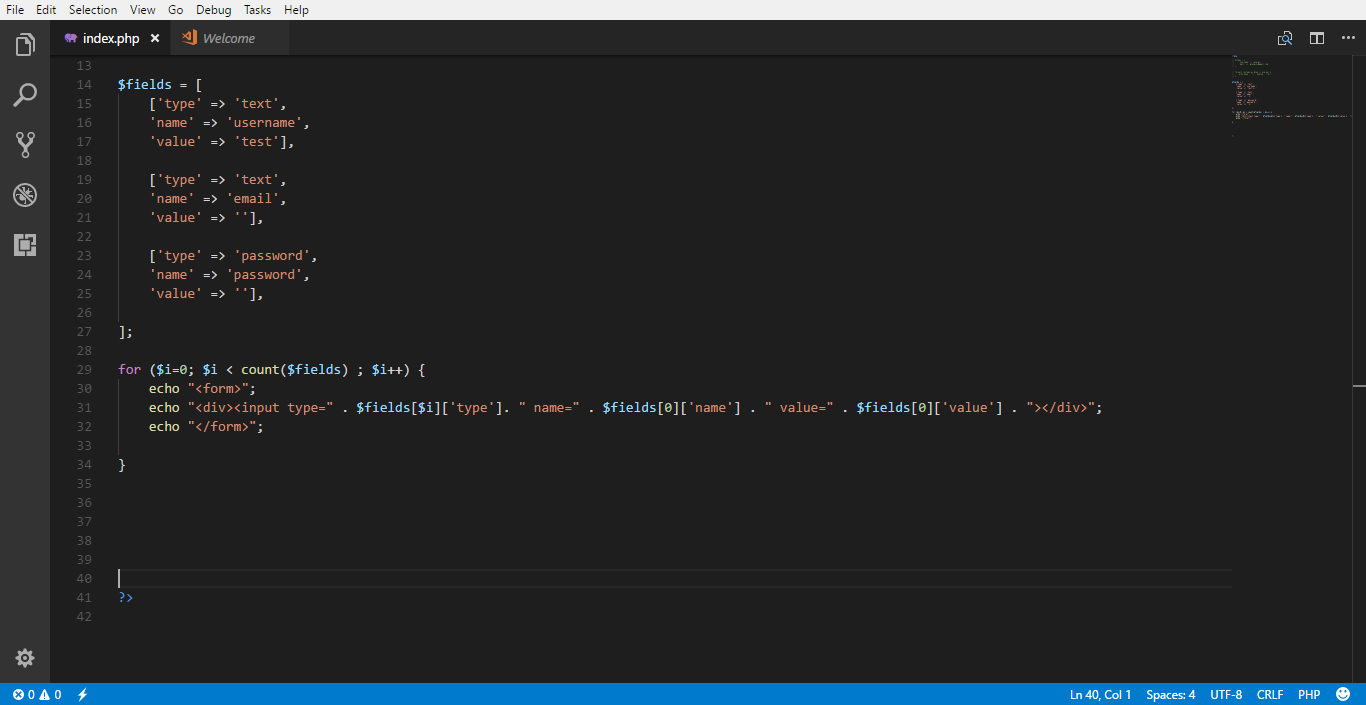 File Edit Selection View Go Debug Tasks Help
index.php × Welcome
13
14 $fields = [
15     ['type' => 'text',
16     'name' => 'username',
17     'value' => 'test'],
18
19     ['type' => 'text',
20     'name' => 'email',
21     'value' => ''],
22
23     ['type' => 'password',
24     'name' => 'password',
25     'value' => ''],
26
27 ];
28
29 for ($i=0; $i < count($fields) ; $i++) {
30     echo "<form>";
31     echo "<div><input type=" . $fields[$i]['type']. " name=" . $fields[0]['name'] . " value=" . $fields[0]['value'] . "></div>";
32     echo "</form>";
33
34 }
35
36
37
38
39
40
41 ?>
42
0 0 Ln 40, Col 1 Spaces: 4 UTF-8 CRLF PHP